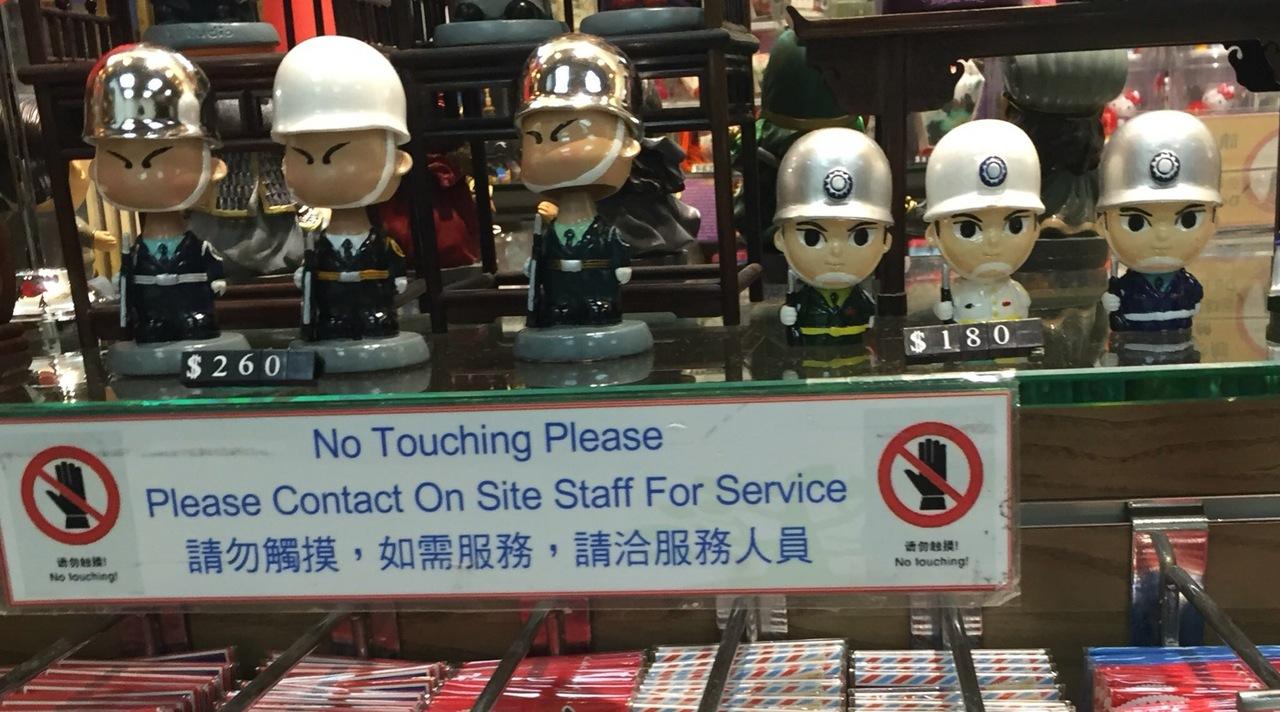 $260
$180
No Touching Please
Please Contact On Site Staff For Service
請勿觸摸，如需服務，請洽服務人員
请勿触摸!
No touching!
请勿触摸!
No touching!